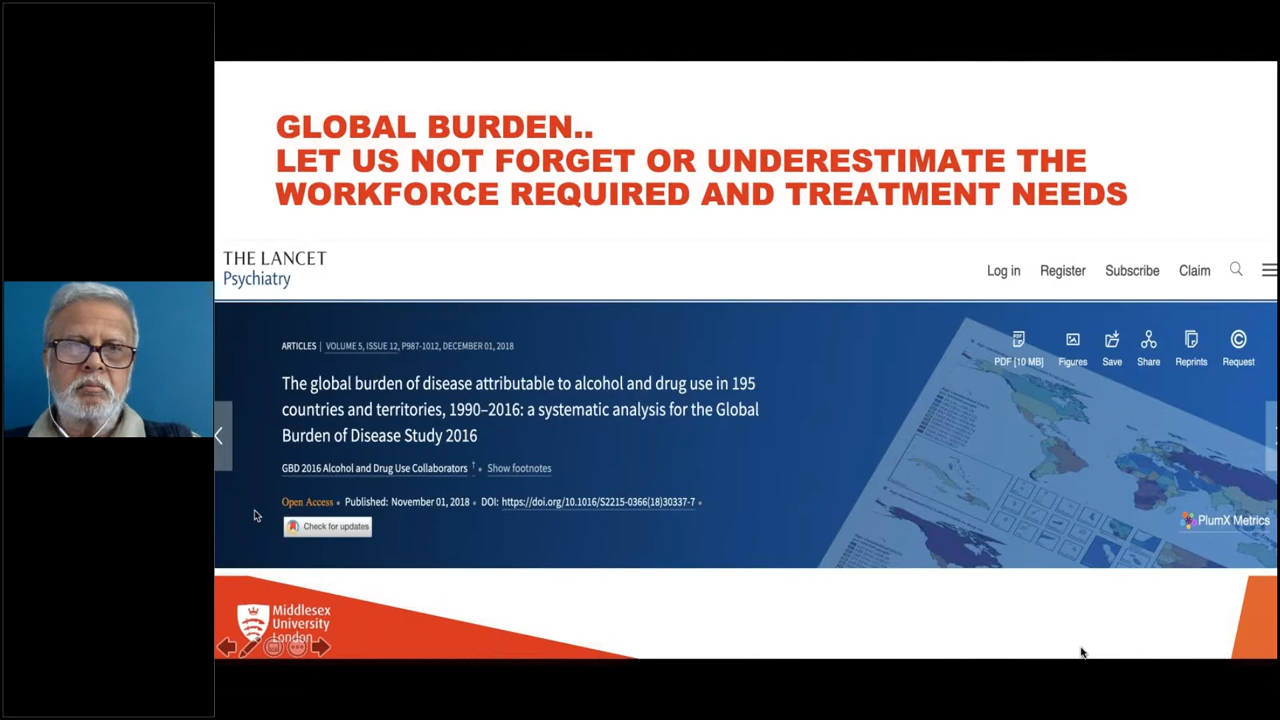 GLOBAL BURDEN..
LET US NOT FORGET OR UNDERESTIMATE THE
WORKFORCE REQUIRED AND TREATMENT NEEDS
THE LANCET
Psychiatry
Log in Register Subscribe Claim
ARTICLES | VOLUME 5, ISSUE 12, P987-1012, DECEMBER 01, 2018
PDF [10 MB] Figures Save Share Reprints Request
The global burden of disease attributable to alcohol and drug use in 195
countries and territories, 1990–2016: a systematic analysis for the Global
Burden of Disease Study 2016
GBD 2016 Alcohol and Drug Use Collaborators † • Show footnotes
Open Access • Published: November 01, 2018 • DOI: https://doi.org/10.1016/S2215-0366(18)30337-7 •
Check for updates
PlumX Metrics
Middlesex
University
London